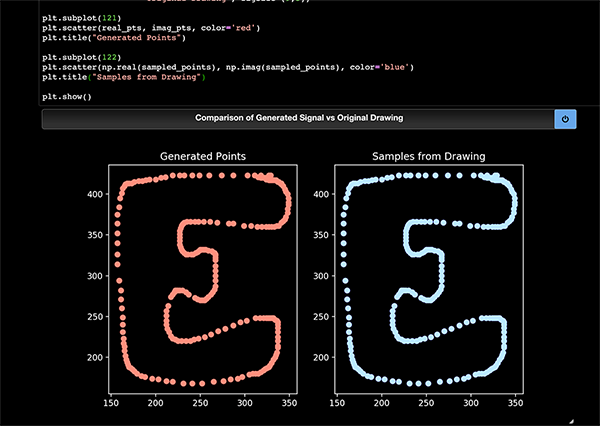 plt.subplot(121)
plt.scatter(real_pts, imag_pts, color='red')
plt.title("Generated Points")
plt.subplot(122)
plt.scatter(np.real(sampled_points), np.imag(sampled_points), color='blue')
plt.title("Samples from Drawing")
plt.show()
Comparison of Generated Signal vs Original Drawing
Generated Points
Samples from Drawing
400
350
300
250
200
150
200
250
300
350
400
350
300
250
200
150
200
250
300
350